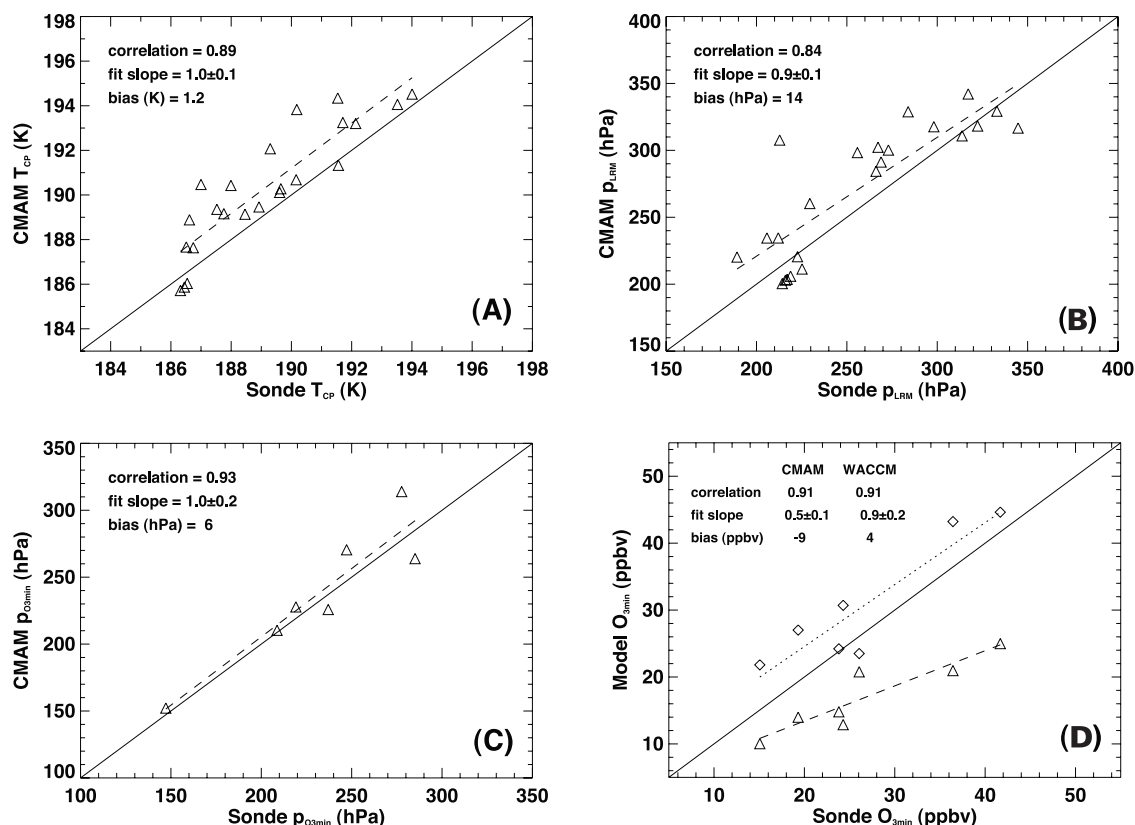 198
196
194
192
190
188
186
184
CMAM T_CP (K)
correlation = 0.89
fit slope = 1.0±0.1
bias (K) = 1.2
(A)
184 186 188 190 192 194 196 198
Sonde T_CP (K)
400
350
300
250
200
150
CMAM p_LRM (hPa)
correlation = 0.84
fit slope = 0.9±0.1
bias (hPa) = 14
(B)
150 200 250 300 350 400
Sonde p_LRM (hPa)
350
300
250
200
150
100
CMAM p_O3min (hPa)
correlation = 0.93
fit slope = 1.0±0.2
bias (hPa) = 6
(C)
100 150 200 250 300 350
Sonde p_O3min (hPa)
50
40
30
20
10
Model O_3min (ppbv)
CMAM WACCM
correlation 0.91 0.91
fit slope 0.5±0.1 0.9±0.2
bias (ppbv) -9 4
(D)
10 20 30 40 50
Sonde O_3min (ppbv)